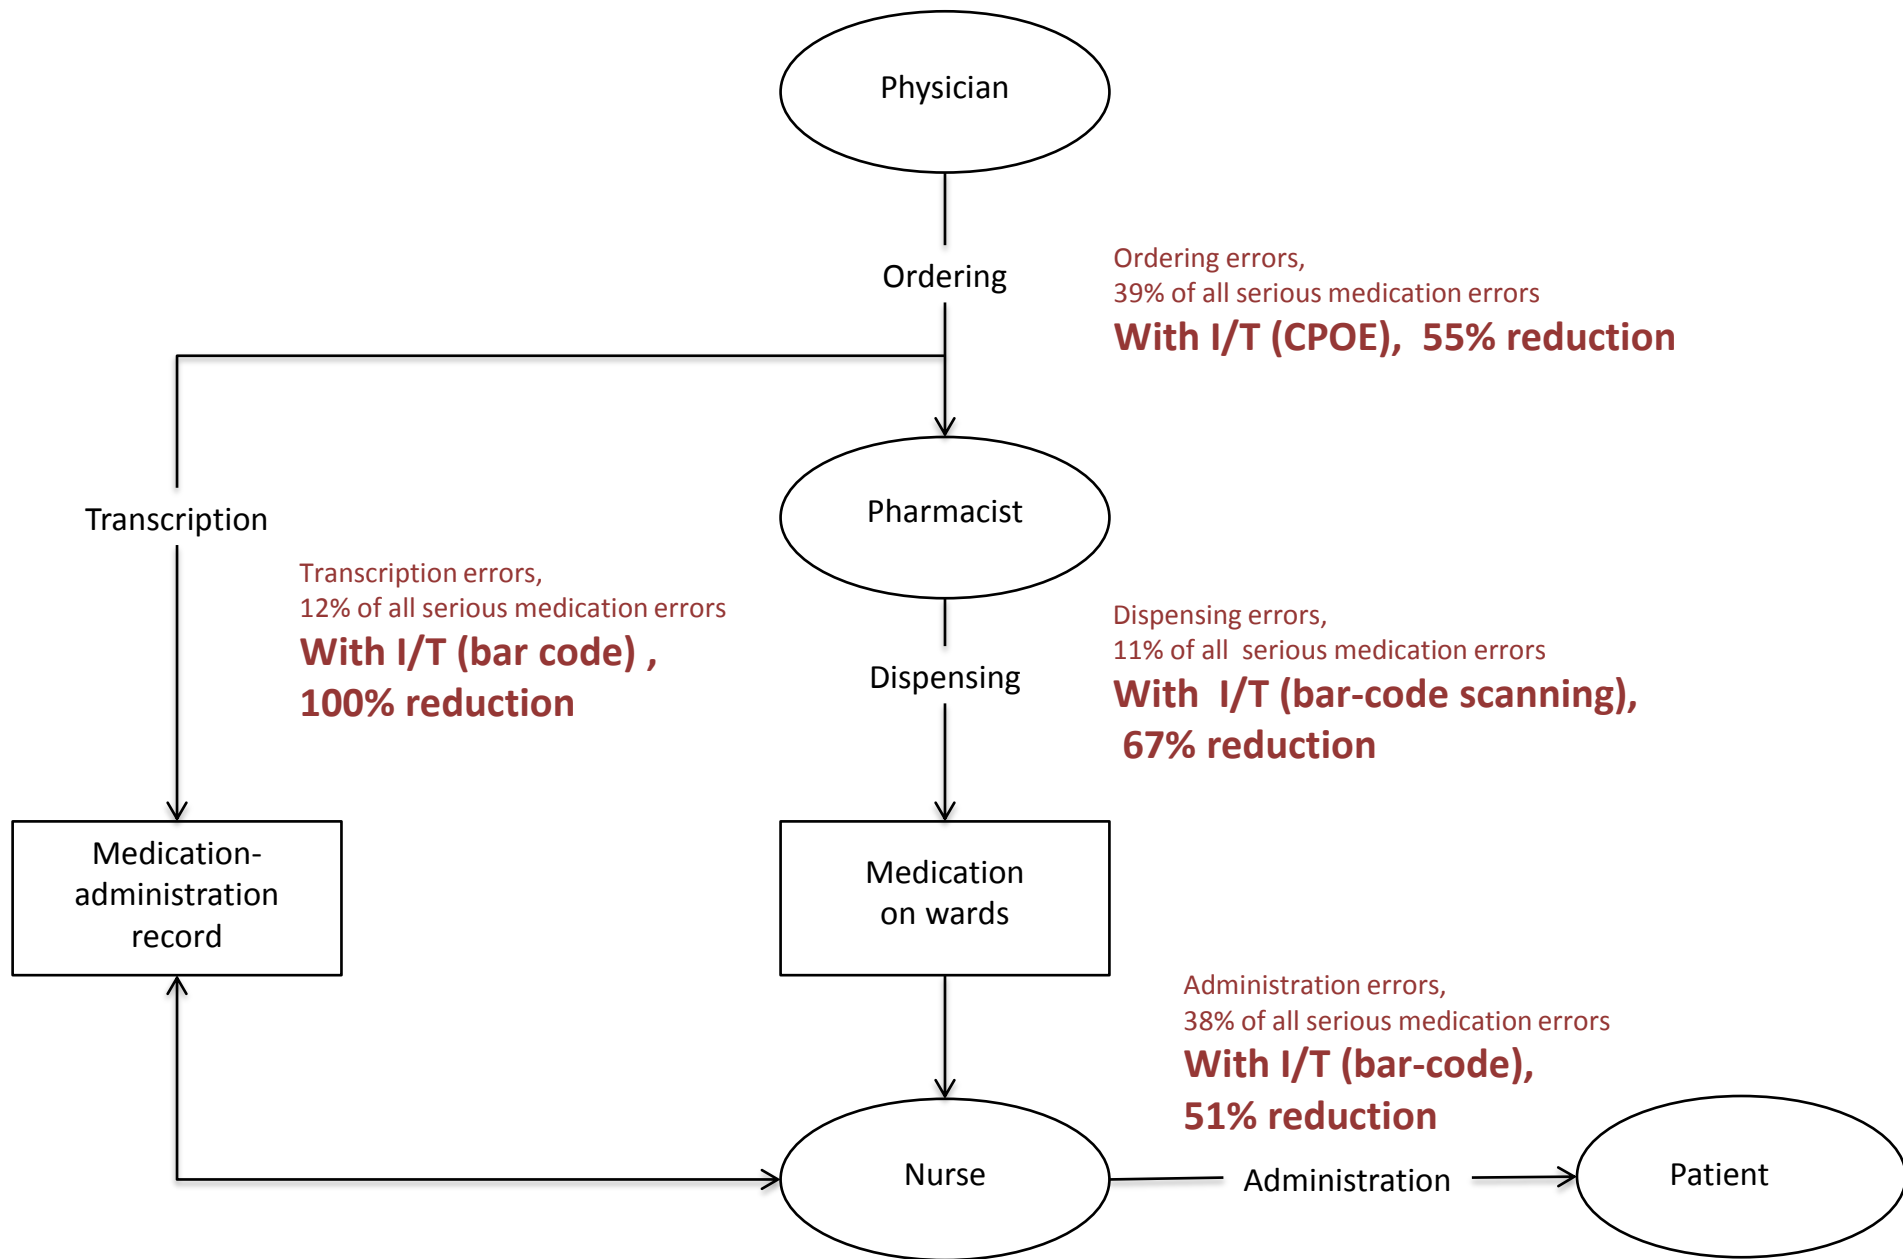 Physician
Ordering
Ordering errors,
39% of all serious medication errors
With I/T (CPOE), 55% reduction
Transcription
Pharmacist
Transcription errors,
12% of all serious medication errors
With I/T (bar code) ,
100% reduction
Dispensing
Dispensing errors,
11% of all serious medication errors
With I/T (bar-code scanning),
67% reduction
Medication-
administration
record
Medication
on wards
Administration errors,
38% of all serious medication errors
With I/T (bar-code),
51% reduction
Nurse
Administration
Patient